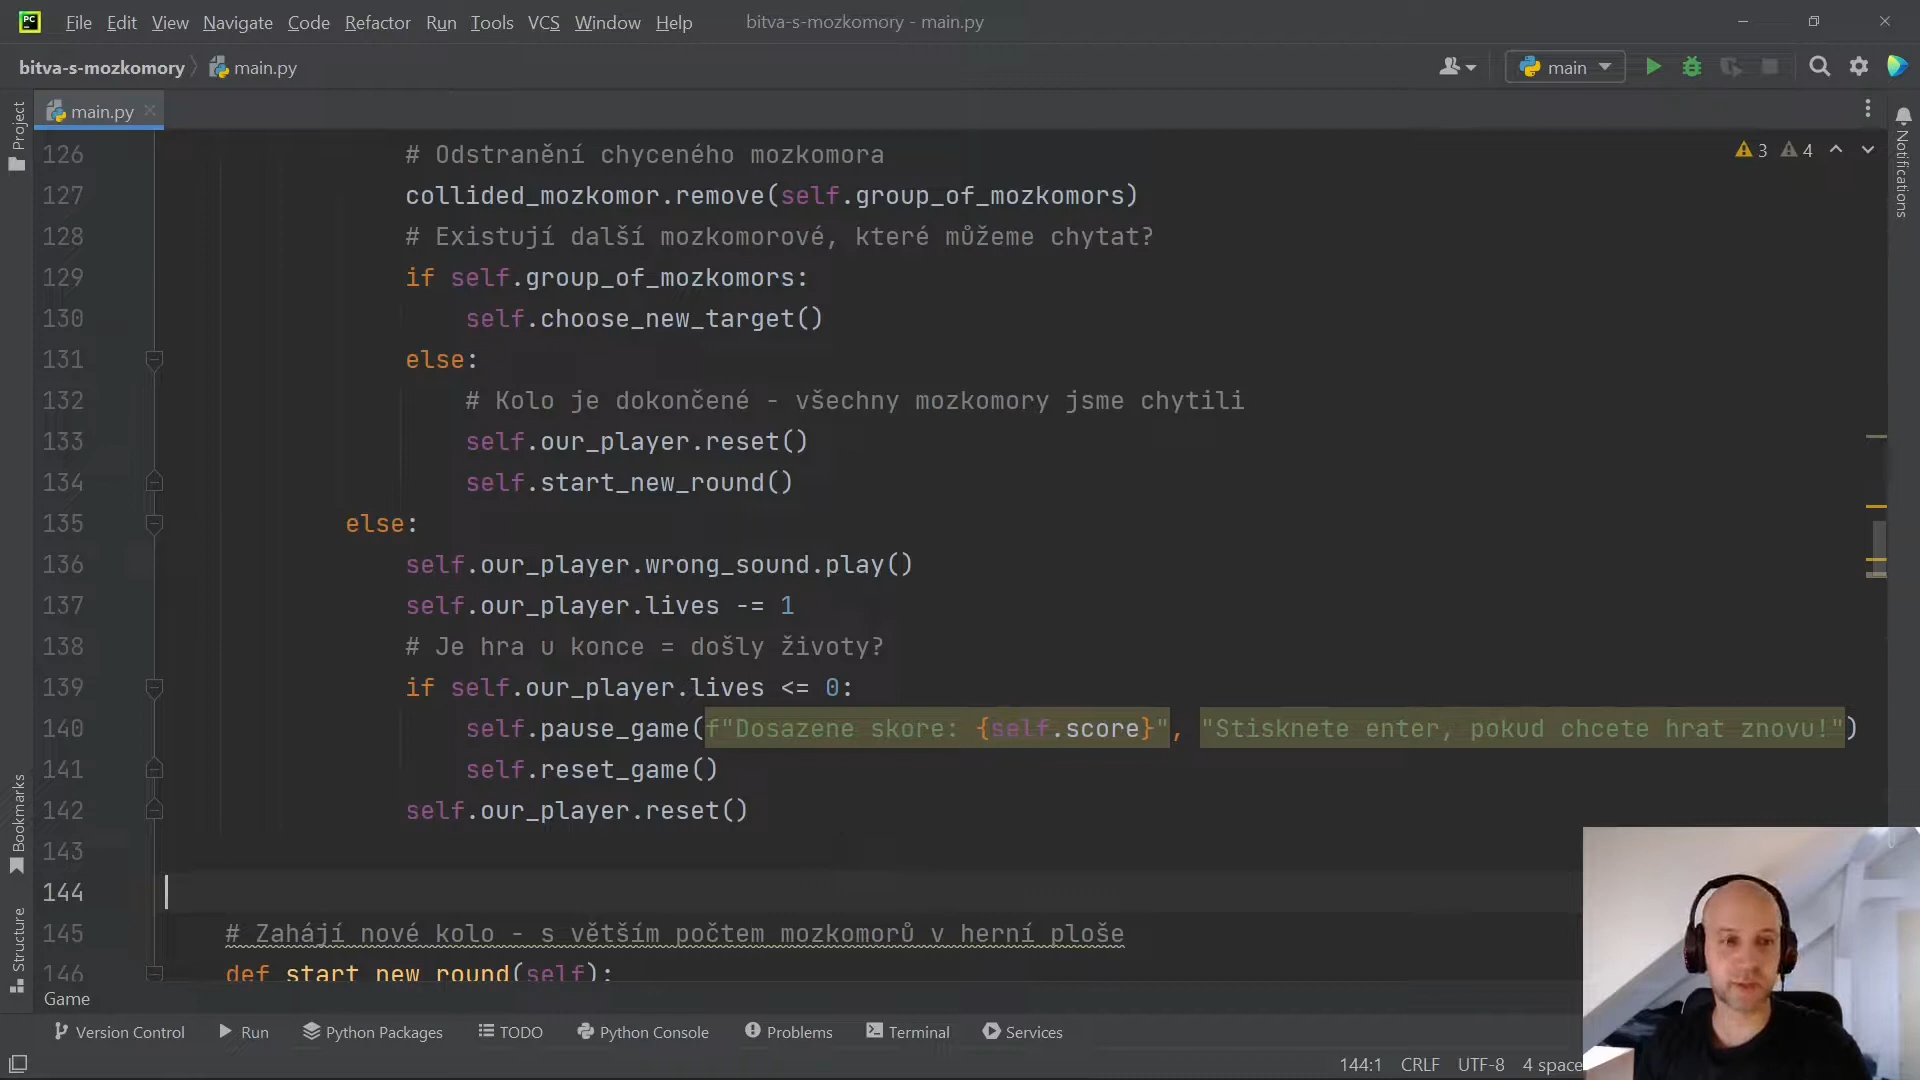 PC File Edit View Navigate Code Refactor Run Tools VCS Window Help bitva-s-mozkomory - main.py
bitva-s-mozkomory main.py main
main.py
Project
Notifications
3 4
126 # Odstranění chyceného mozkomora
127 collided_mozkomor.remove(self.group_of_mozkomors)
128 # Existují další mozkomorové, které můžeme chytat?
129 if self.group_of_mozkomors:
130 self.choose_new_target()
131 else:
132 # Kolo je dokončené - všechny mozkomory jsme chytili
133 self.our_player.reset()
134 self.start_new_round()
135 else:
136 self.our_player.wrong_sound.play()
137 self.our_player.lives -= 1
138 # Je hra u konce = došly životy?
139 if self.our_player.lives <= 0:
140 self.pause_game(f"Dosazene skore: {self.score}", "Stisknete enter, pokud chcete hrat znovu!")
141 self.reset_game()
142 self.our_player.reset()
143
144
145 # Zahájí nové kolo - s větším počtem mozkomorů v herní ploše
146 def start_new_round(self):
Bookmarks
Structure
Game
Version Control Run Python Packages TODO Python Console Problems Terminal Services
144:1 CRLF UTF-8 4 space